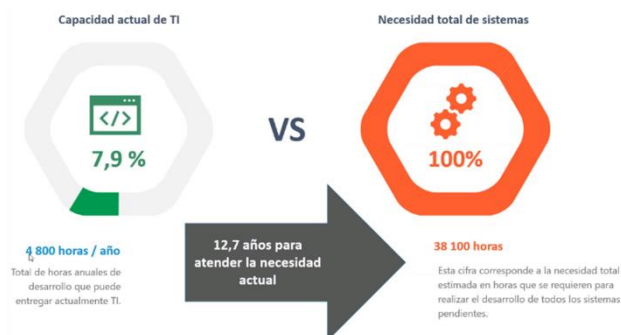 Capacidad actual de TI
Necesidad total de sistemas
</>
7,9 %
VS
100%
4 800 horas / año
Total de horas anuales de
desarrollo que puede
entregar actualmente TI.
12,7 años para
atender la necesidad
actual
38 100 horas
Esta cifra corresponde a la necesidad total
estimada en horas que se requieren para
realizar el desarrollo de todos los sistemas
pendientes.